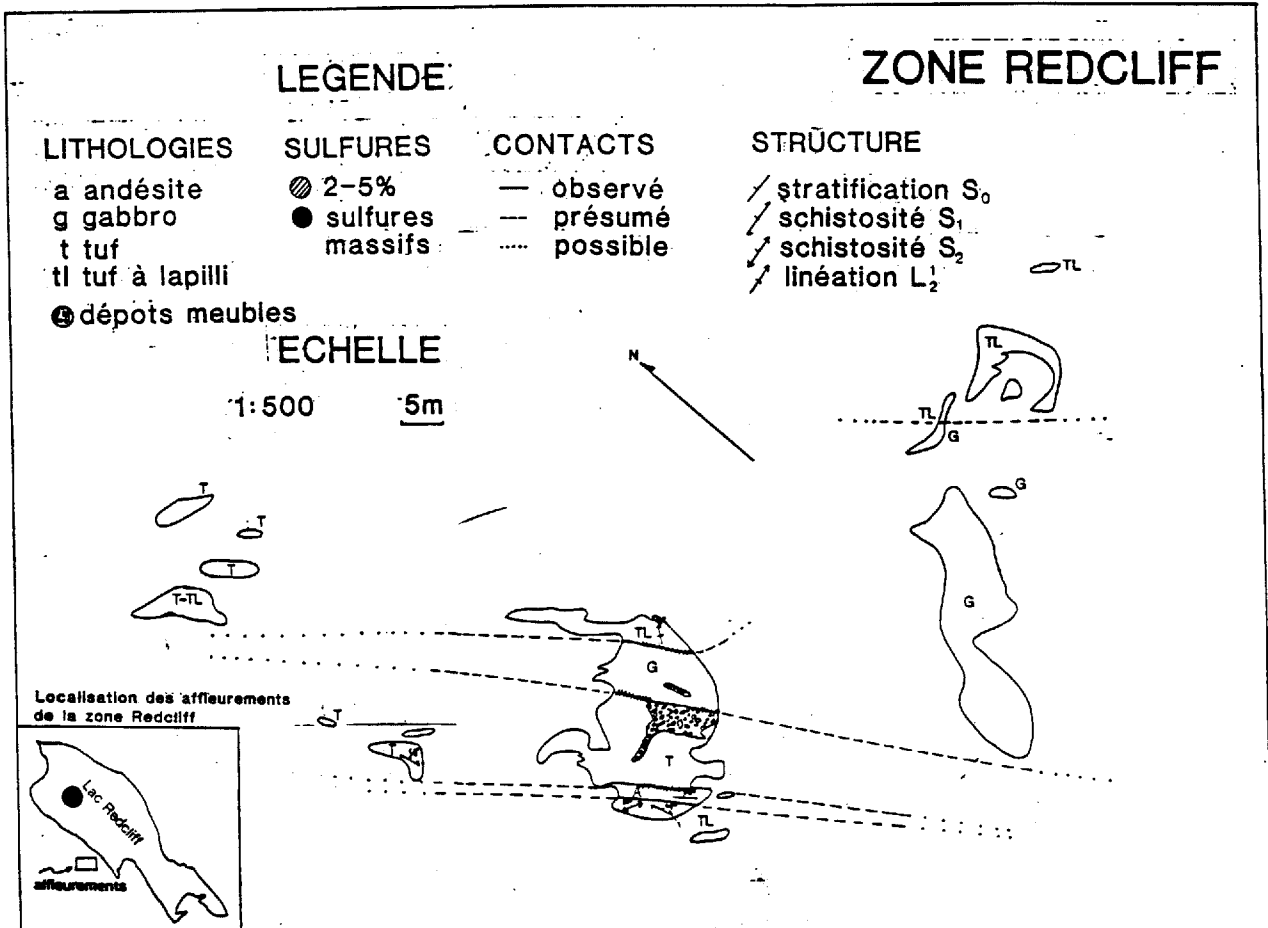 ZONE REDCLIFF
LEGENDE
LITHOLOGIES
a andésite
g gabbro
t tuf
tl tuf à lapilli
dépots meubles
SULFURES
2-5%
sulfures
massifs
CONTACTS
observé
présumé
possible
STRUCTURE
stratification S₀
schistosité S₁
schistosité S₂
linéation L¹₂
ECHELLE
1:500
5m
N
TL
TL
TL
G
G
G
T
T
T
T-TL
TL
G
T
T
T
A
TL
Localisation des affleurements
de la zone Redcliff
Lac Redcliff
affleurements